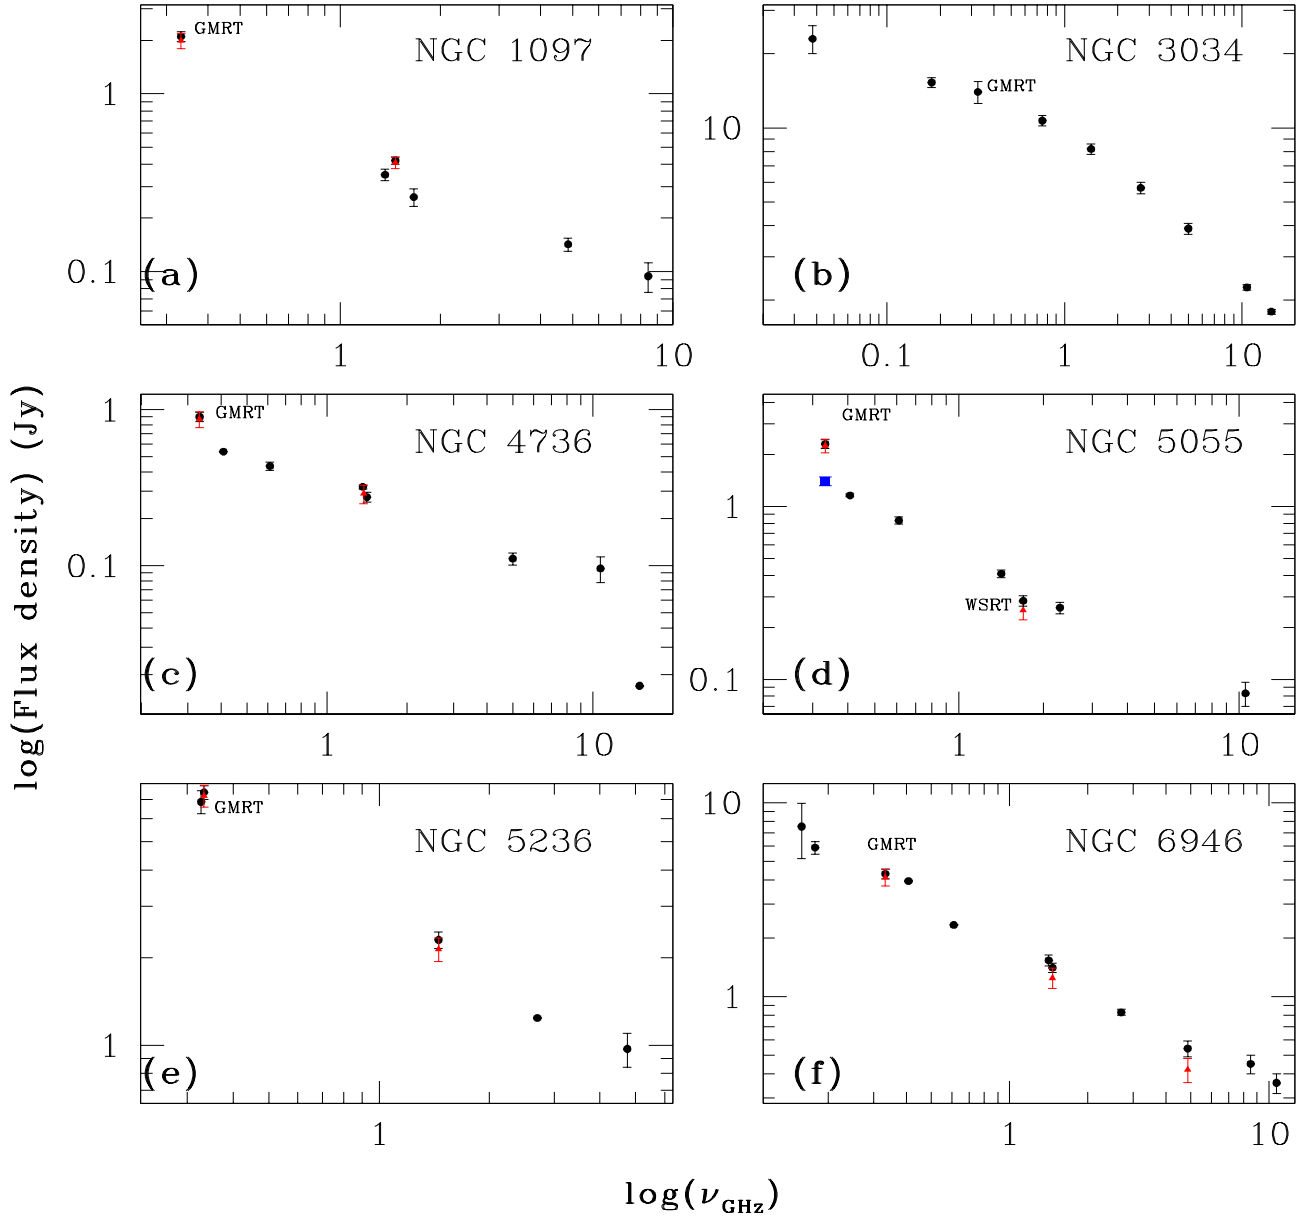 GMRT
NGC 1097
1
0.1
(a)
1
10
NGC 3034
GMRT
10
(b)
0.1
1
10
1
GMRT
NGC 4736
0.1
(c)
1
10
GMRT
NGC 5055
1
WSRT
0.1
(d)
1
10
GMRT
NGC 5236
1
(e)
1
10
GMRT
NGC 6946
1
(f)
1
10
log(Flux density) (Jy)
log(νGHz)